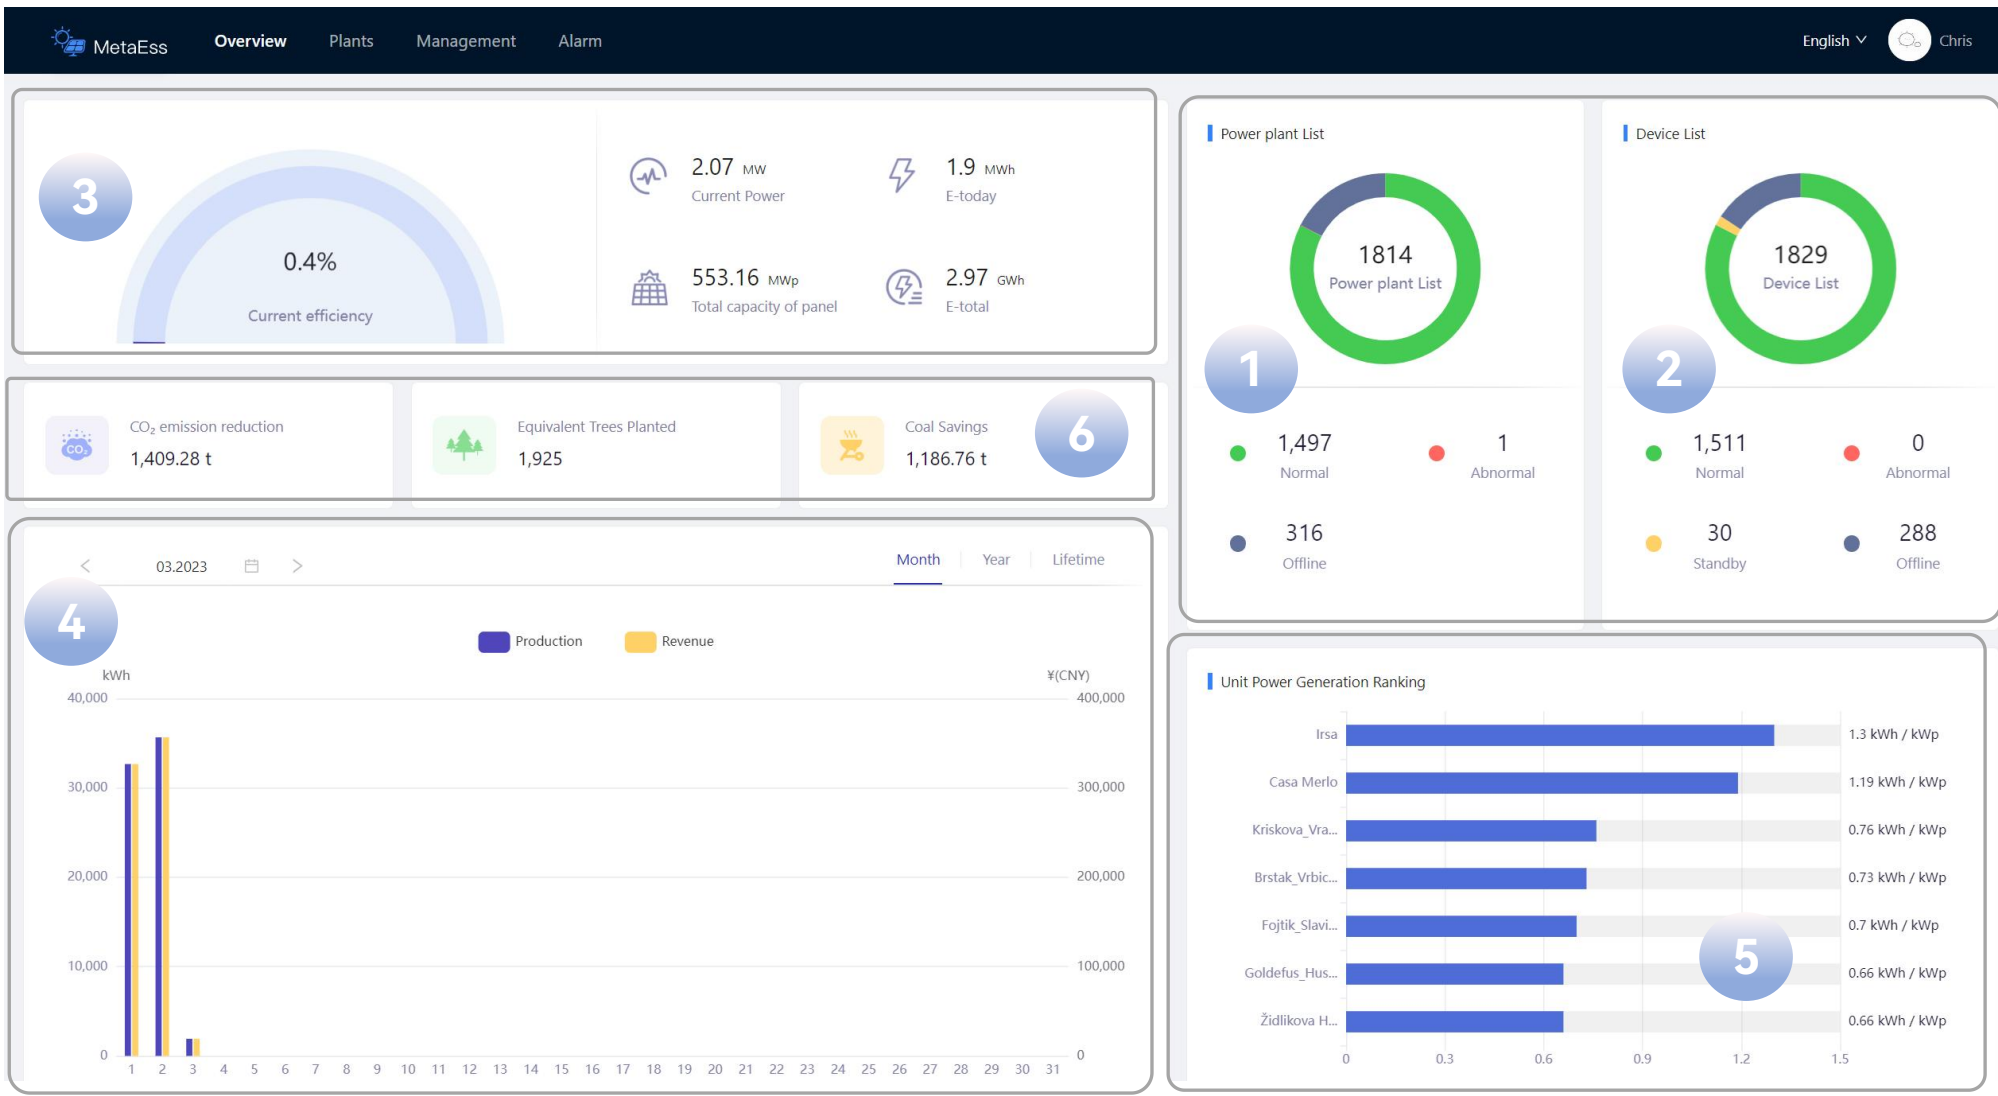 MetaEss Overview Plants Management Alarm English Chris
3
0.4%
Current efficiency
2.07 MW
Current Power
1.9 MWh
E-today
553.16 MWp
Total capacity of panel
2.97 GWh
E-total
CO₂
CO₂ emission reduction
1,409.28 t
Equivalent Trees Planted
1,925
Coal Savings
1,186.76 t
6
03.2023
Month Year Lifetime
4
Production Revenue
kWh ¥(CNY)
40,000 400,000
30,000 300,000
20,000 200,000
10,000 100,000
0 0
1 2 3 4 5 6 7 8 9 10 11 12 13 14 15 16 17 18 19 20 21 22 23 24 25 26 27 28 29 30 31
Power plant List
1814
Power plant List
1
1,497
Normal
1
Abnormal
316
Offline
Device List
1829
Device List
2
1,511
Normal
0
Abnormal
30
Standby
288
Offline
Unit Power Generation Ranking
Irsa 1.3 kWh / kWp
Casa Merlo 1.19 kWh / kWp
Kriskova_Vra... 0.76 kWh / kWp
Brstak_Vrbic... 0.73 kWh / kWp
Fojtik_Slavi... 0.7 kWh / kWp
5
Goldefus_Hus... 0.66 kWh / kWp
Židlikova H... 0.66 kWh / kWp
0 0.3 0.6 0.9 1.2 1.5